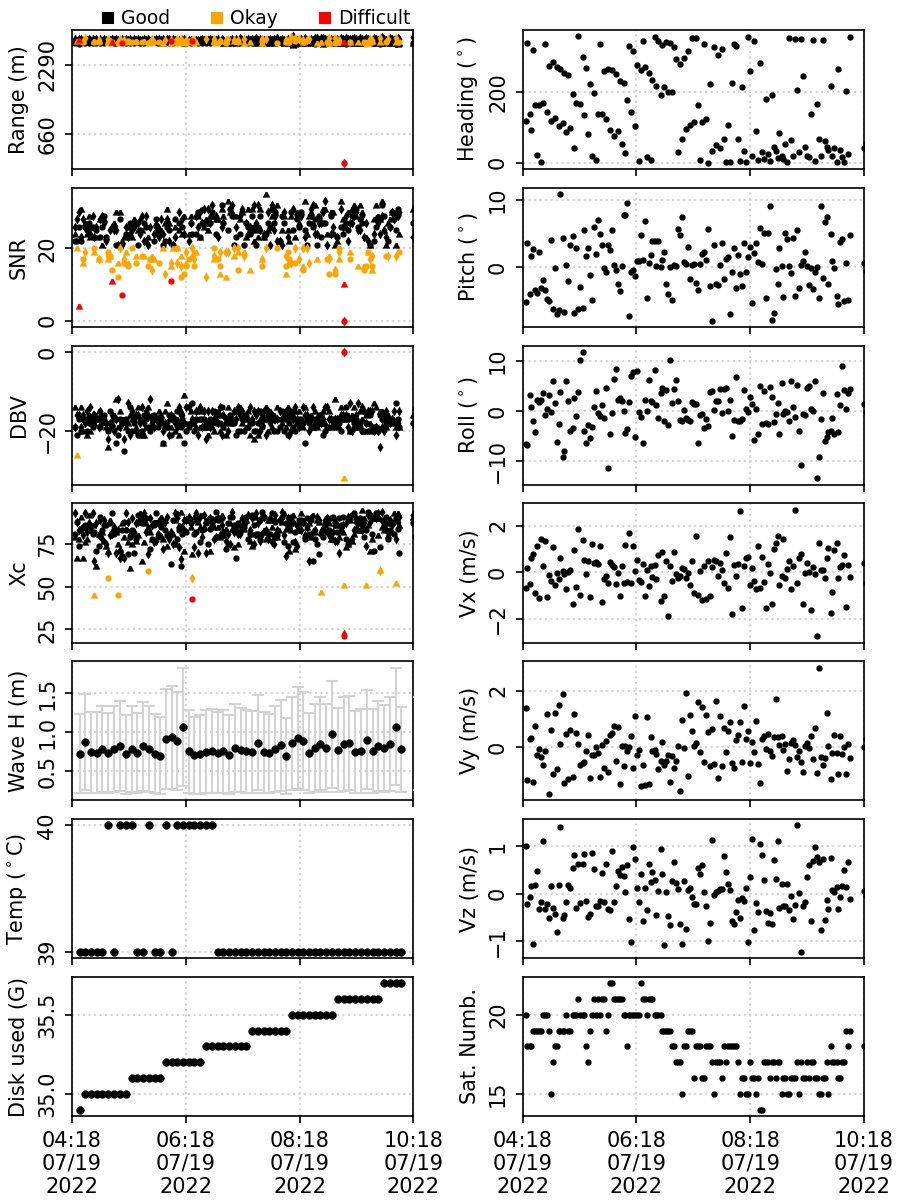 Good Okay Difficult
Range (m)
2290
660
Heading (°)
200
0
SNR
20
0
Pitch (°)
10
0
DBV
0
−20
Roll (°)
10
0
−10
Xc
75
50
25
Vx (m/s)
2
0
−2
Wave H (m)
1.5
1.0
0.5
Vy (m/s)
2
0
Temp (°C)
40
39
Vz (m/s)
1
0
−1
Disk used (G)
35.5
35.0
Sat. Numb.
20
15
04:18 06:18 08:18 10:18
07/19 07/19 07/19 07/19
2022 2022 2022 2022
04:18 06:18 08:18 10:18
07/19 07/19 07/19 07/19
2022 2022 2022 2022